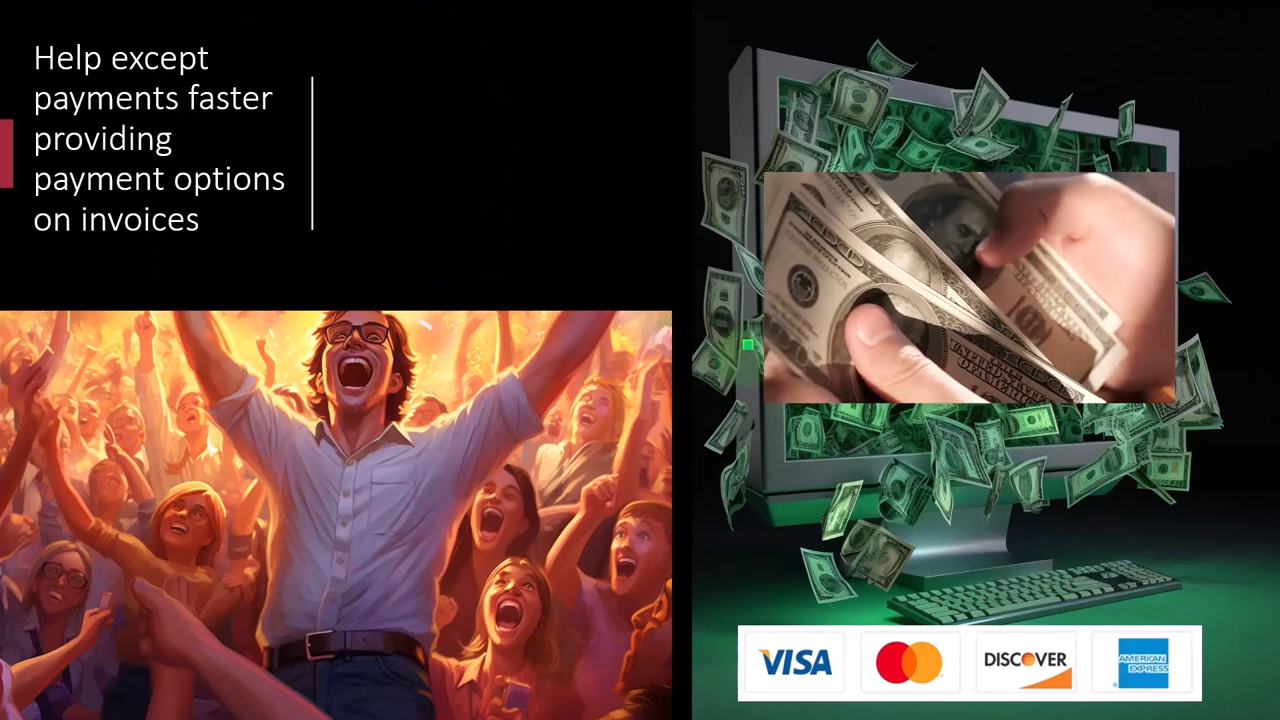 Help except
payments faster
providing
payment options
on invoices
VISA
DISCOVER
AMERICAN
EXPRESS